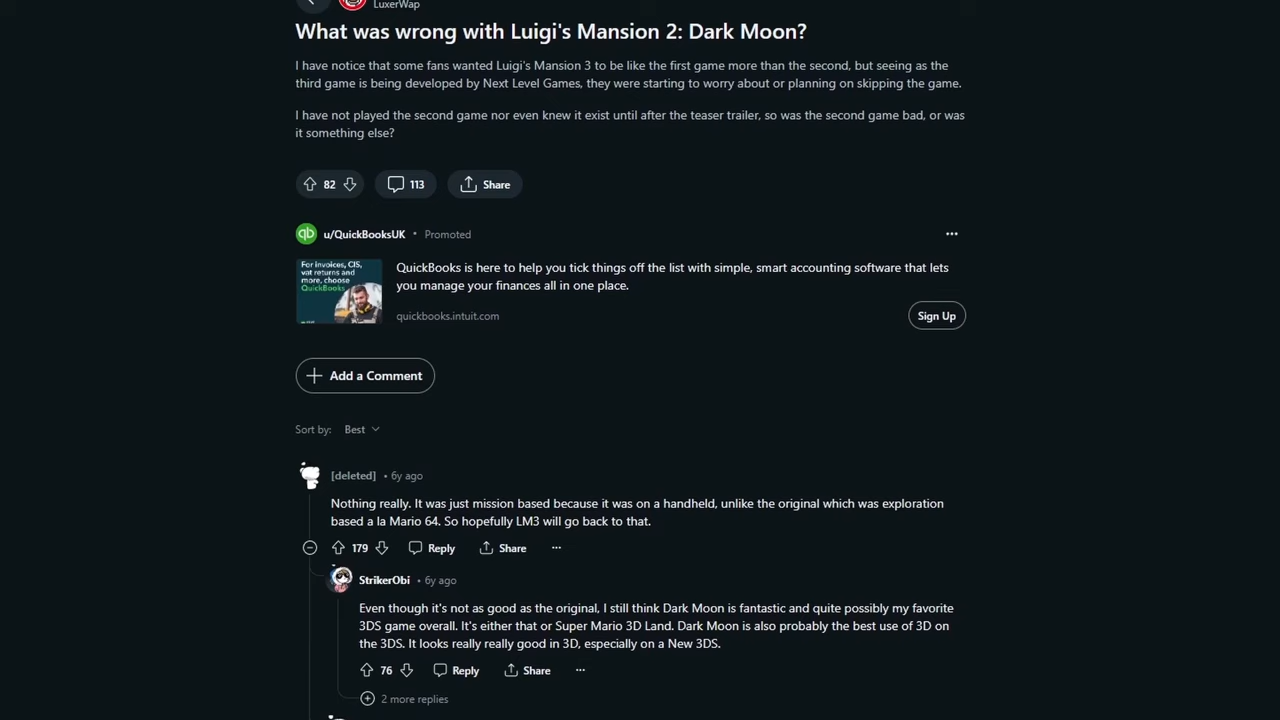 LuxerWap
What was wrong with Luigi's Mansion 2: Dark Moon?
I have notice that some fans wanted Luigi's Mansion 3 to be like the first game more than the second, but seeing as the
third game is being developed by Next Level Games, they were starting to worry about or planning on skipping the game.
I have not played the second game nor even knew it exist until after the teaser trailer, so was the second game bad, or was
it something else?
82 113 Share
qb u/QuickBooksUK • Promoted
For invoices, CIS,
vat returns and
more, choose
QuickBooks
QuickBooks is here to help you tick things off the list with simple, smart accounting software that lets
you manage your finances all in one place.
quickbooks.intuit.com
Sign Up
Add a Comment
Sort by: Best
[deleted] • 6y ago
Nothing really. It was just mission based because it was on a handheld, unlike the original which was exploration
based a la Mario 64. So hopefully LM3 will go back to that.
179 Reply Share
StrikerObi • 6y ago
Even though it's not as good as the original, I still think Dark Moon is fantastic and quite possibly my favorite
3DS game overall. It's either that or Super Mario 3D Land. Dark Moon is also probably the best use of 3D on
the 3DS. It looks really really good in 3D, especially on a New 3DS.
76 Reply Share
2 more replies